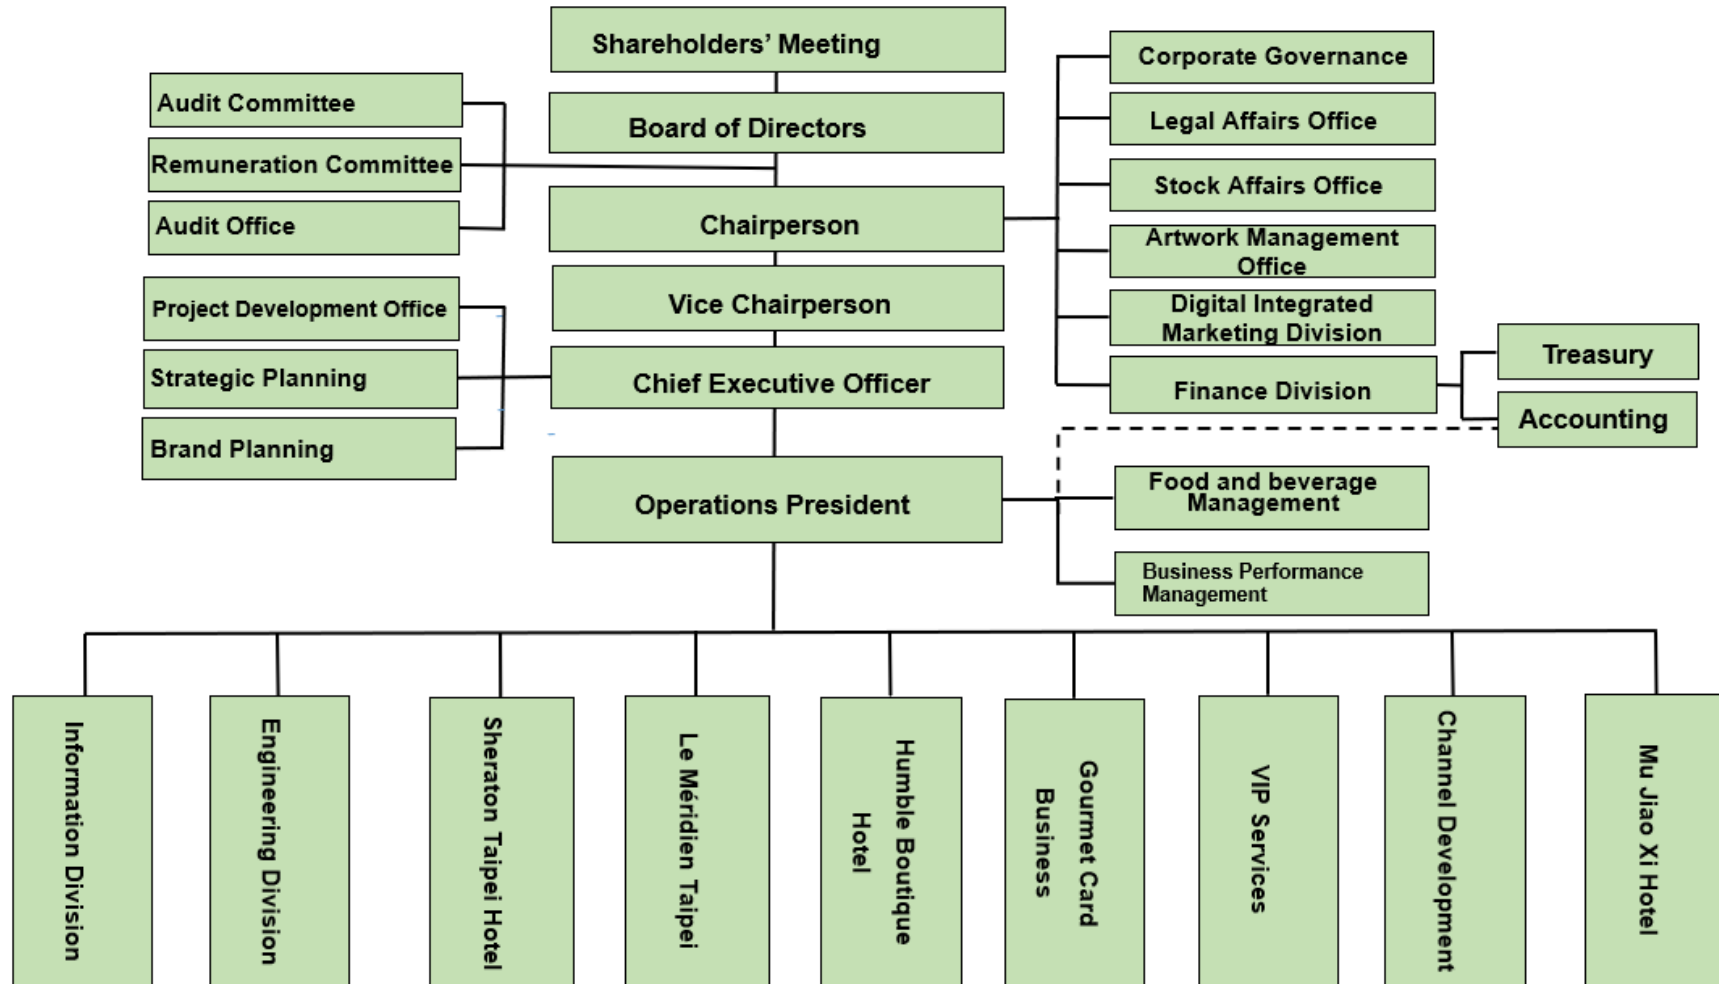 Shareholders’ Meeting
Board of Directors
Chairperson
Vice Chairperson
Chief Executive Officer
Operations President
Audit Committee
Remuneration Committee
Audit Office
Project Development Office
Strategic Planning
Brand Planning
Corporate Governance
Legal Affairs Office
Stock Affairs Office
Artwork Management
Office
Digital Integrated
Marketing Division
Finance Division
Treasury
Accounting
Food and beverage
Management
Business Performance
Management
Information Division
Engineering Division
Sheraton Taipei Hotel
Le Méridien Taipei
Humble Boutique
Hotel
Gourmet Card
Business
VIP Services
Channel Development
Mu Jiao Xi Hotel